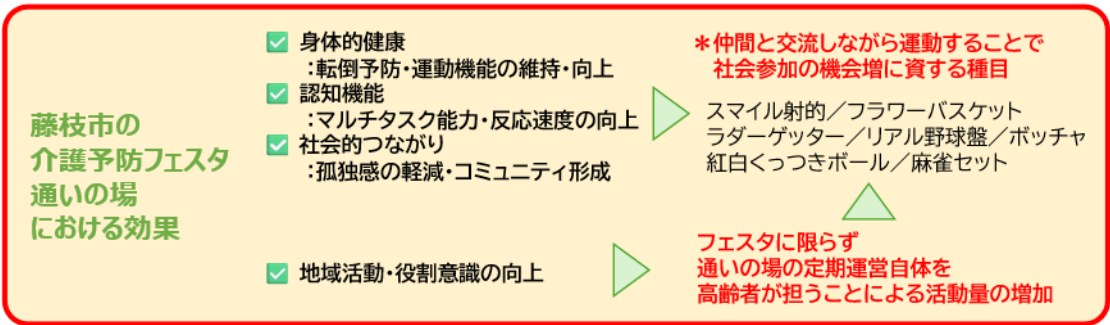 藤枝市の
介護予防フェスタ
通いの場
における効果
身体的健康
：転倒予防・運動機能の維持・向上
認知機能
：マルチタスク能力・反応速度の向上
社会的つながり
：孤独感の軽減・コミュニティ形成
地域活動・役割意識の向上
＊仲間と交流しながら運動することで
社会参加の機会増に資する種目
スマイル射的／フラワーバスケット
ラダーゲッター／リアル野球盤／ボッチャ
紅白くっつきボール／麻雀セット
フェスタに限らず
通いの場の定期運営自体を
高齢者が担うことによる活動量の増加